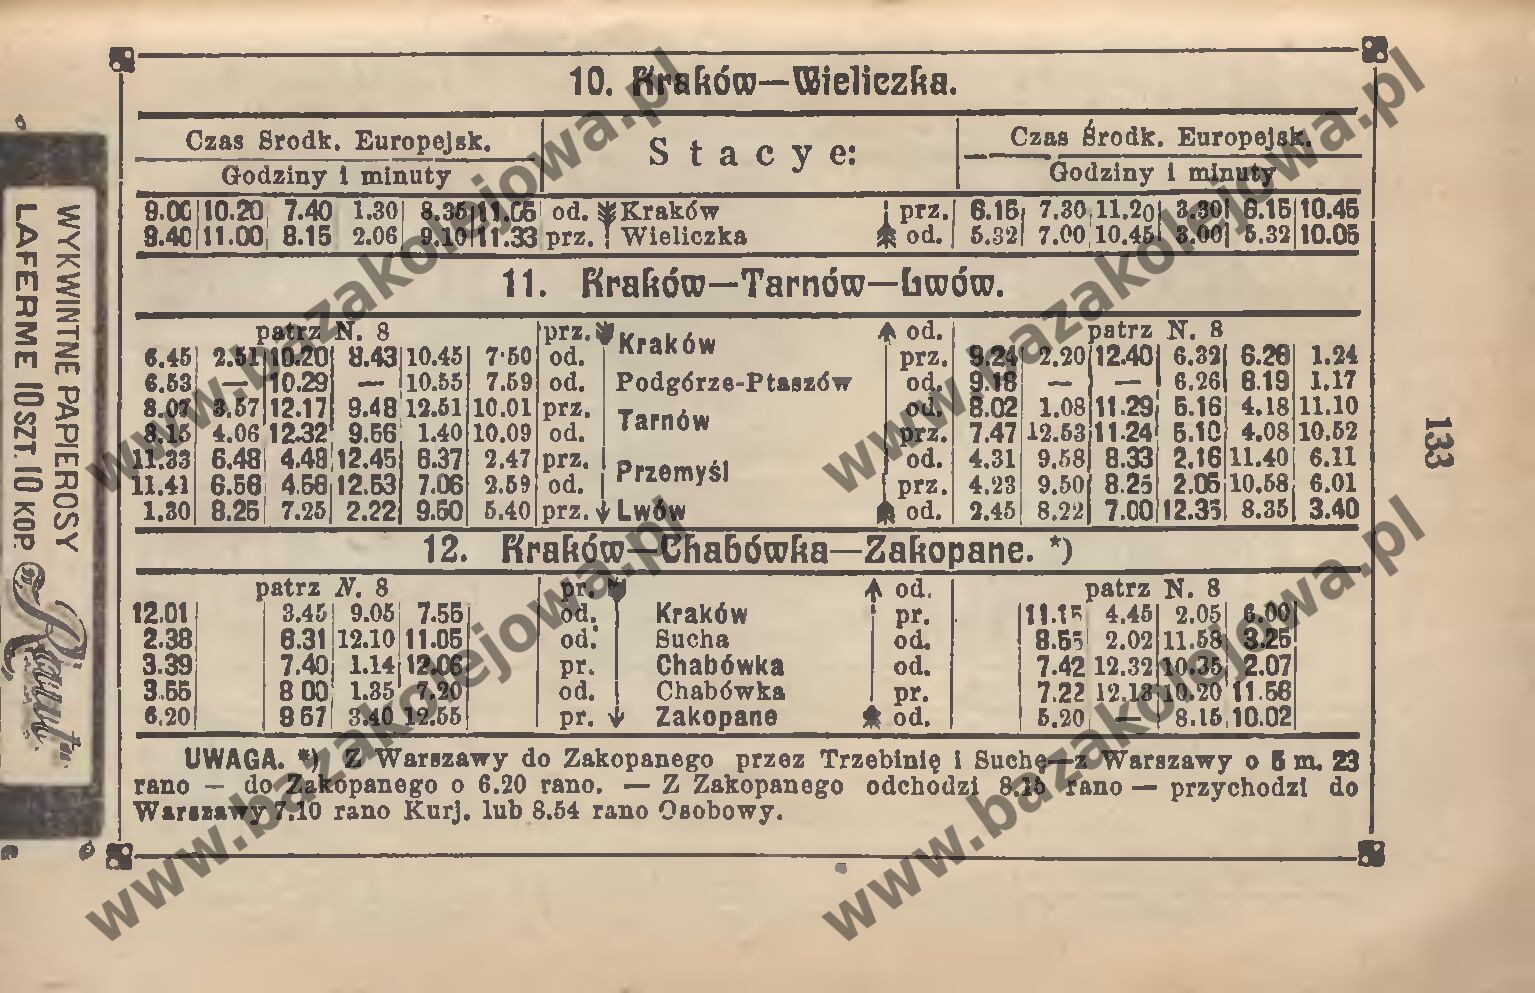 10. Kraków—Wieliczka.
Czas Srodk. Europejsk. Stacye: Czas Środk. Europejsk.
Godziny i minuty Godziny i minuty
9.00 10.20 7.40 1.30 8.35 11.05 od. Kraków prz. 6.15 7.30 11.20 3.30 6.15 10.45
9.40 11.00 8.15 2.06 9.10 11.33 prz. Wieliczka od. 5.32 7.00 10.45 3.00 5.32 10.05
11. Kraków—Tarnów—Lwów.
patrz N. 8 prz. Kraków od. patrz N. 8
6.45 2.51 10.20 8.43 10.45 7·50 od. prz. 9.24 2.20 12.40 6.32 6.26 1.24
6.53 — 10.29 — 10.55 7.59 od. Podgórze-Ptaszów od. 9.18 — — 6.26 6.19 1.17
8.07 3.57 12.17 9.48 12.51 10.01 prz. Tarnów od. 8.02 1.08 11.29 5.16 4.18 11.10
8.15 4.06 12.32 9.56 1.40 10.09 od. prz. 7.47 12.53 11.24 5.10 4.08 10.52
11.33 6.48 4.48 12.45 6.37 2.47 prz. Przemyśl od. 4.31 9.58 8.33 2.16 11.40 6.11
11.41 6.56 4.56 12.53 7.06 2.59 od. prz. 4.23 9.50 8.25 2.05 10.58 6.01
1.30 8.25 7.25 2.22 9.50 5.40 prz. Lwów od. 2.45 8.22 7.00 12.35 8.35 3.40
12. Kraków—Chabówka—Zakopane. *)
patrz N. 8 pr. od. patrz N. 8
12.01 3.45 9.05 7.55 od. Kraków pr. 11.15 4.45 2.05 6.00
2.38 6.31 12.10 11.05 od. Sucha od. 8.55 2.02 11.58 3.25
3.39 7.40 1.14 12.06 pr. Chabówka od. 7.42 12.32 10.35 2.07
3.55 8 00 1.35 7.20 od. Chabówka pr. 7.22 12.13 10.20 11.56
6.20 9 57 3.40 12.55 pr. Zakopane od. 5.20 — 8.15 10.02
UWAGA. *) Z Warszawy do Zakopanego przez Trzebinię i Suchę—z Warszawy o 5 m. 23
rano — do Zakopanego o 6.20 rano. — Z Zakopanego odchodzi 8.15 rano — przychodzi do
Warszawy 7.10 rano Kurj. lub 8.54 rano Osobowy.
133
WYKWINTNE PAPIEROSY
LAFERME 10 SZT. 10 KOP.
www.bazakolejowa.pl
www.bazakolejowa.pl
www.bazakolejowa.pl
www.bazakolejowa.pl